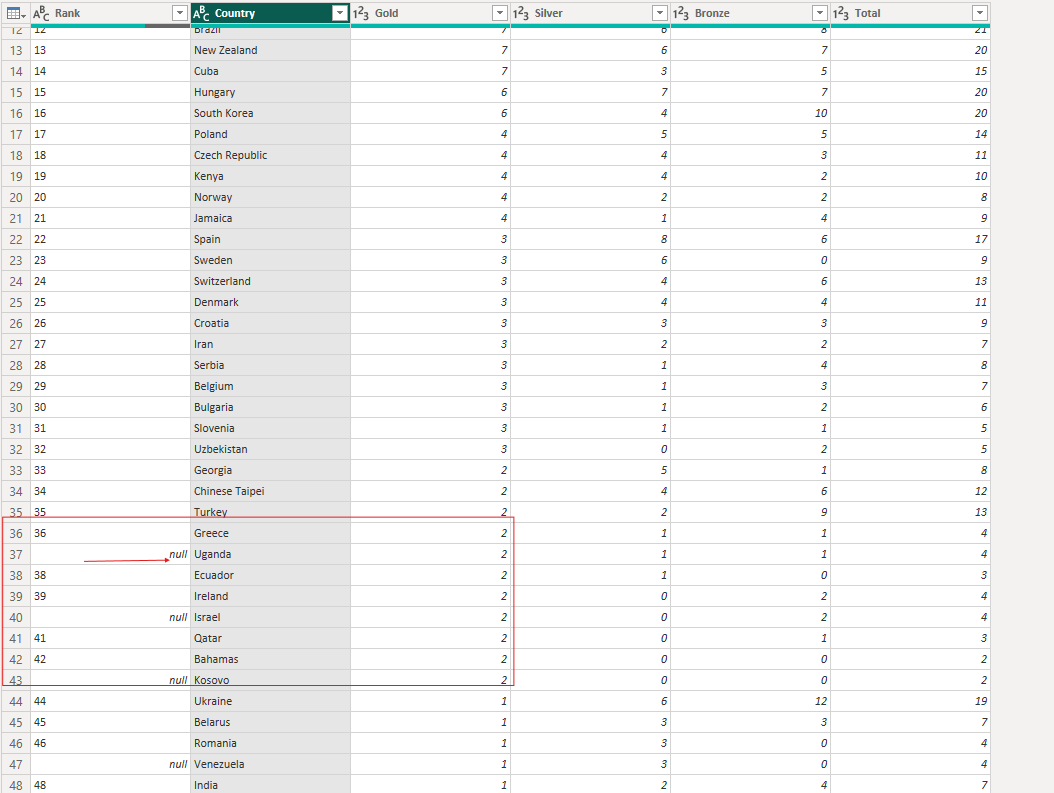 ABC Rank ABC Country 123 Gold 123 Silver 123 Bronze 123 Total
12 12 Brazil 7 6 8 21
13 13 New Zealand 7 6 7 20
14 14 Cuba 7 3 5 15
15 15 Hungary 6 7 7 20
16 16 South Korea 6 4 10 20
17 17 Poland 4 5 5 14
18 18 Czech Republic 4 4 3 11
19 19 Kenya 4 4 2 10
20 20 Norway 4 2 2 8
21 21 Jamaica 4 1 4 9
22 22 Spain 3 8 6 17
23 23 Sweden 3 6 0 9
24 24 Switzerland 3 4 6 13
25 25 Denmark 3 4 4 11
26 26 Croatia 3 3 3 9
27 27 Iran 3 2 2 7
28 28 Serbia 3 1 4 8
29 29 Belgium 3 1 3 7
30 30 Bulgaria 3 1 2 6
31 31 Slovenia 3 1 1 5
32 32 Uzbekistan 3 0 2 5
33 33 Georgia 2 5 1 8
34 34 Chinese Taipei 2 4 6 12
35 35 Turkey 2 2 9 13
36 36 Greece 2 1 1 4
37 null Uganda 2 1 1 4
38 38 Ecuador 2 1 0 3
39 39 Ireland 2 0 2 4
40 null Israel 2 0 2 4
41 41 Qatar 2 0 1 3
42 42 Bahamas 2 0 0 2
43 null Kosovo 2 0 0 2
44 44 Ukraine 1 6 12 19
45 45 Belarus 1 3 3 7
46 46 Romania 1 3 0 4
47 null Venezuela 1 3 0 4
48 48 India 1 2 4 7